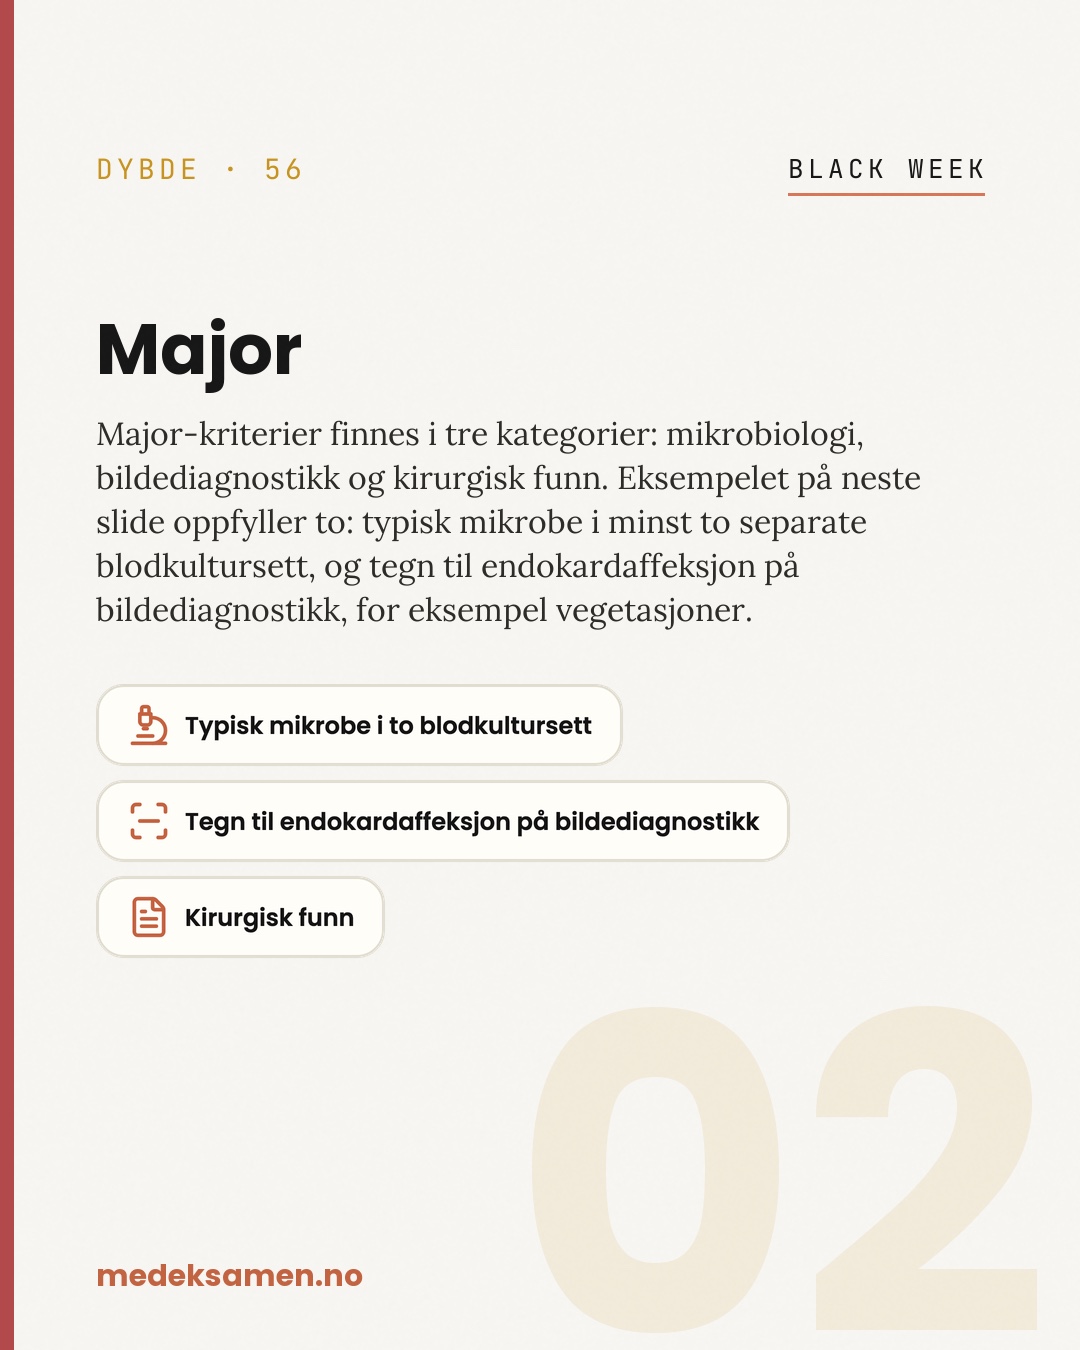 DYBDE · 56
BLACK WEEK
Major
Major-kriterier finnes i tre kategorier: mikrobiologi,
bildediagnostikk og kirurgisk funn. Eksempelet på neste
slide oppfyller to: typisk mikrobe i minst to separate
blodkultursett, og tegn til endokardaffeksjon på
bildediagnostikk, for eksempel vegetasjoner.
Typisk mikrobe i to blodkultursett
Tegn til endokardaffeksjon på bildediagnostikk
Kirurgisk funn
02
medeksamen.no